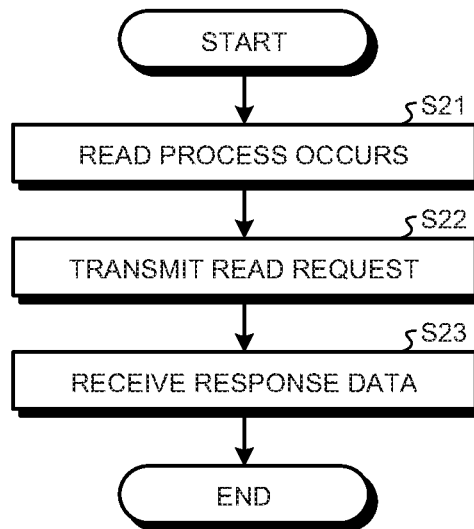 START
S21
READ PROCESS OCCURS
S22
TRANSMIT READ REQUEST
S23
RECEIVE RESPONSE DATA
END